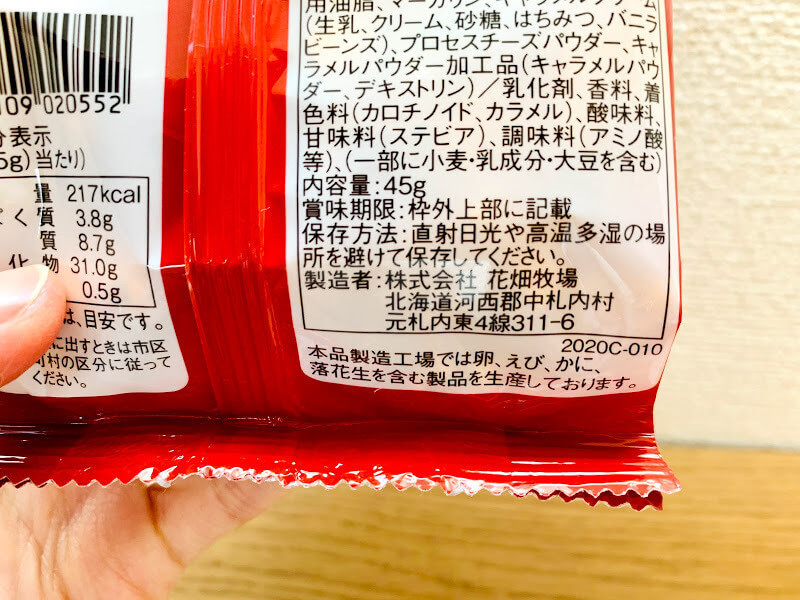 09 020552
分表示
5g)当たり)
量 217kcal
く質 3.8g
質 8.7g
化物 31.0g
0.5g
は、目安です。
に出すときは市区
町村の区分に従って
ください。
用油脂、マーガリン、キャラメルクリーム
(生乳、クリーム、砂糖、はちみつ、バニラ
ビーンズ)、プロセスチーズパウダー、キャ
ラメルパウダー加工品(キャラメルパウ
ダー、デキストリン)/乳化剤、香料、着
色料(カロチノイド、カラメル)、酸味料、
甘味料(ステビア)、調味料(アミノ酸
等)、(一部に小麦・乳成分・大豆を含む)
内容量:45g
賞味期限:枠外上部に記載
保存方法:直射日光や高温多湿の場
所を避けて保存してください。
製造者:株式会社 花畑牧場
北海道河西郡中札内村
元札内東4線311-6
2020C-010
本品製造工場では卵、えび、かに、
落花生を含む製品を生産しております。